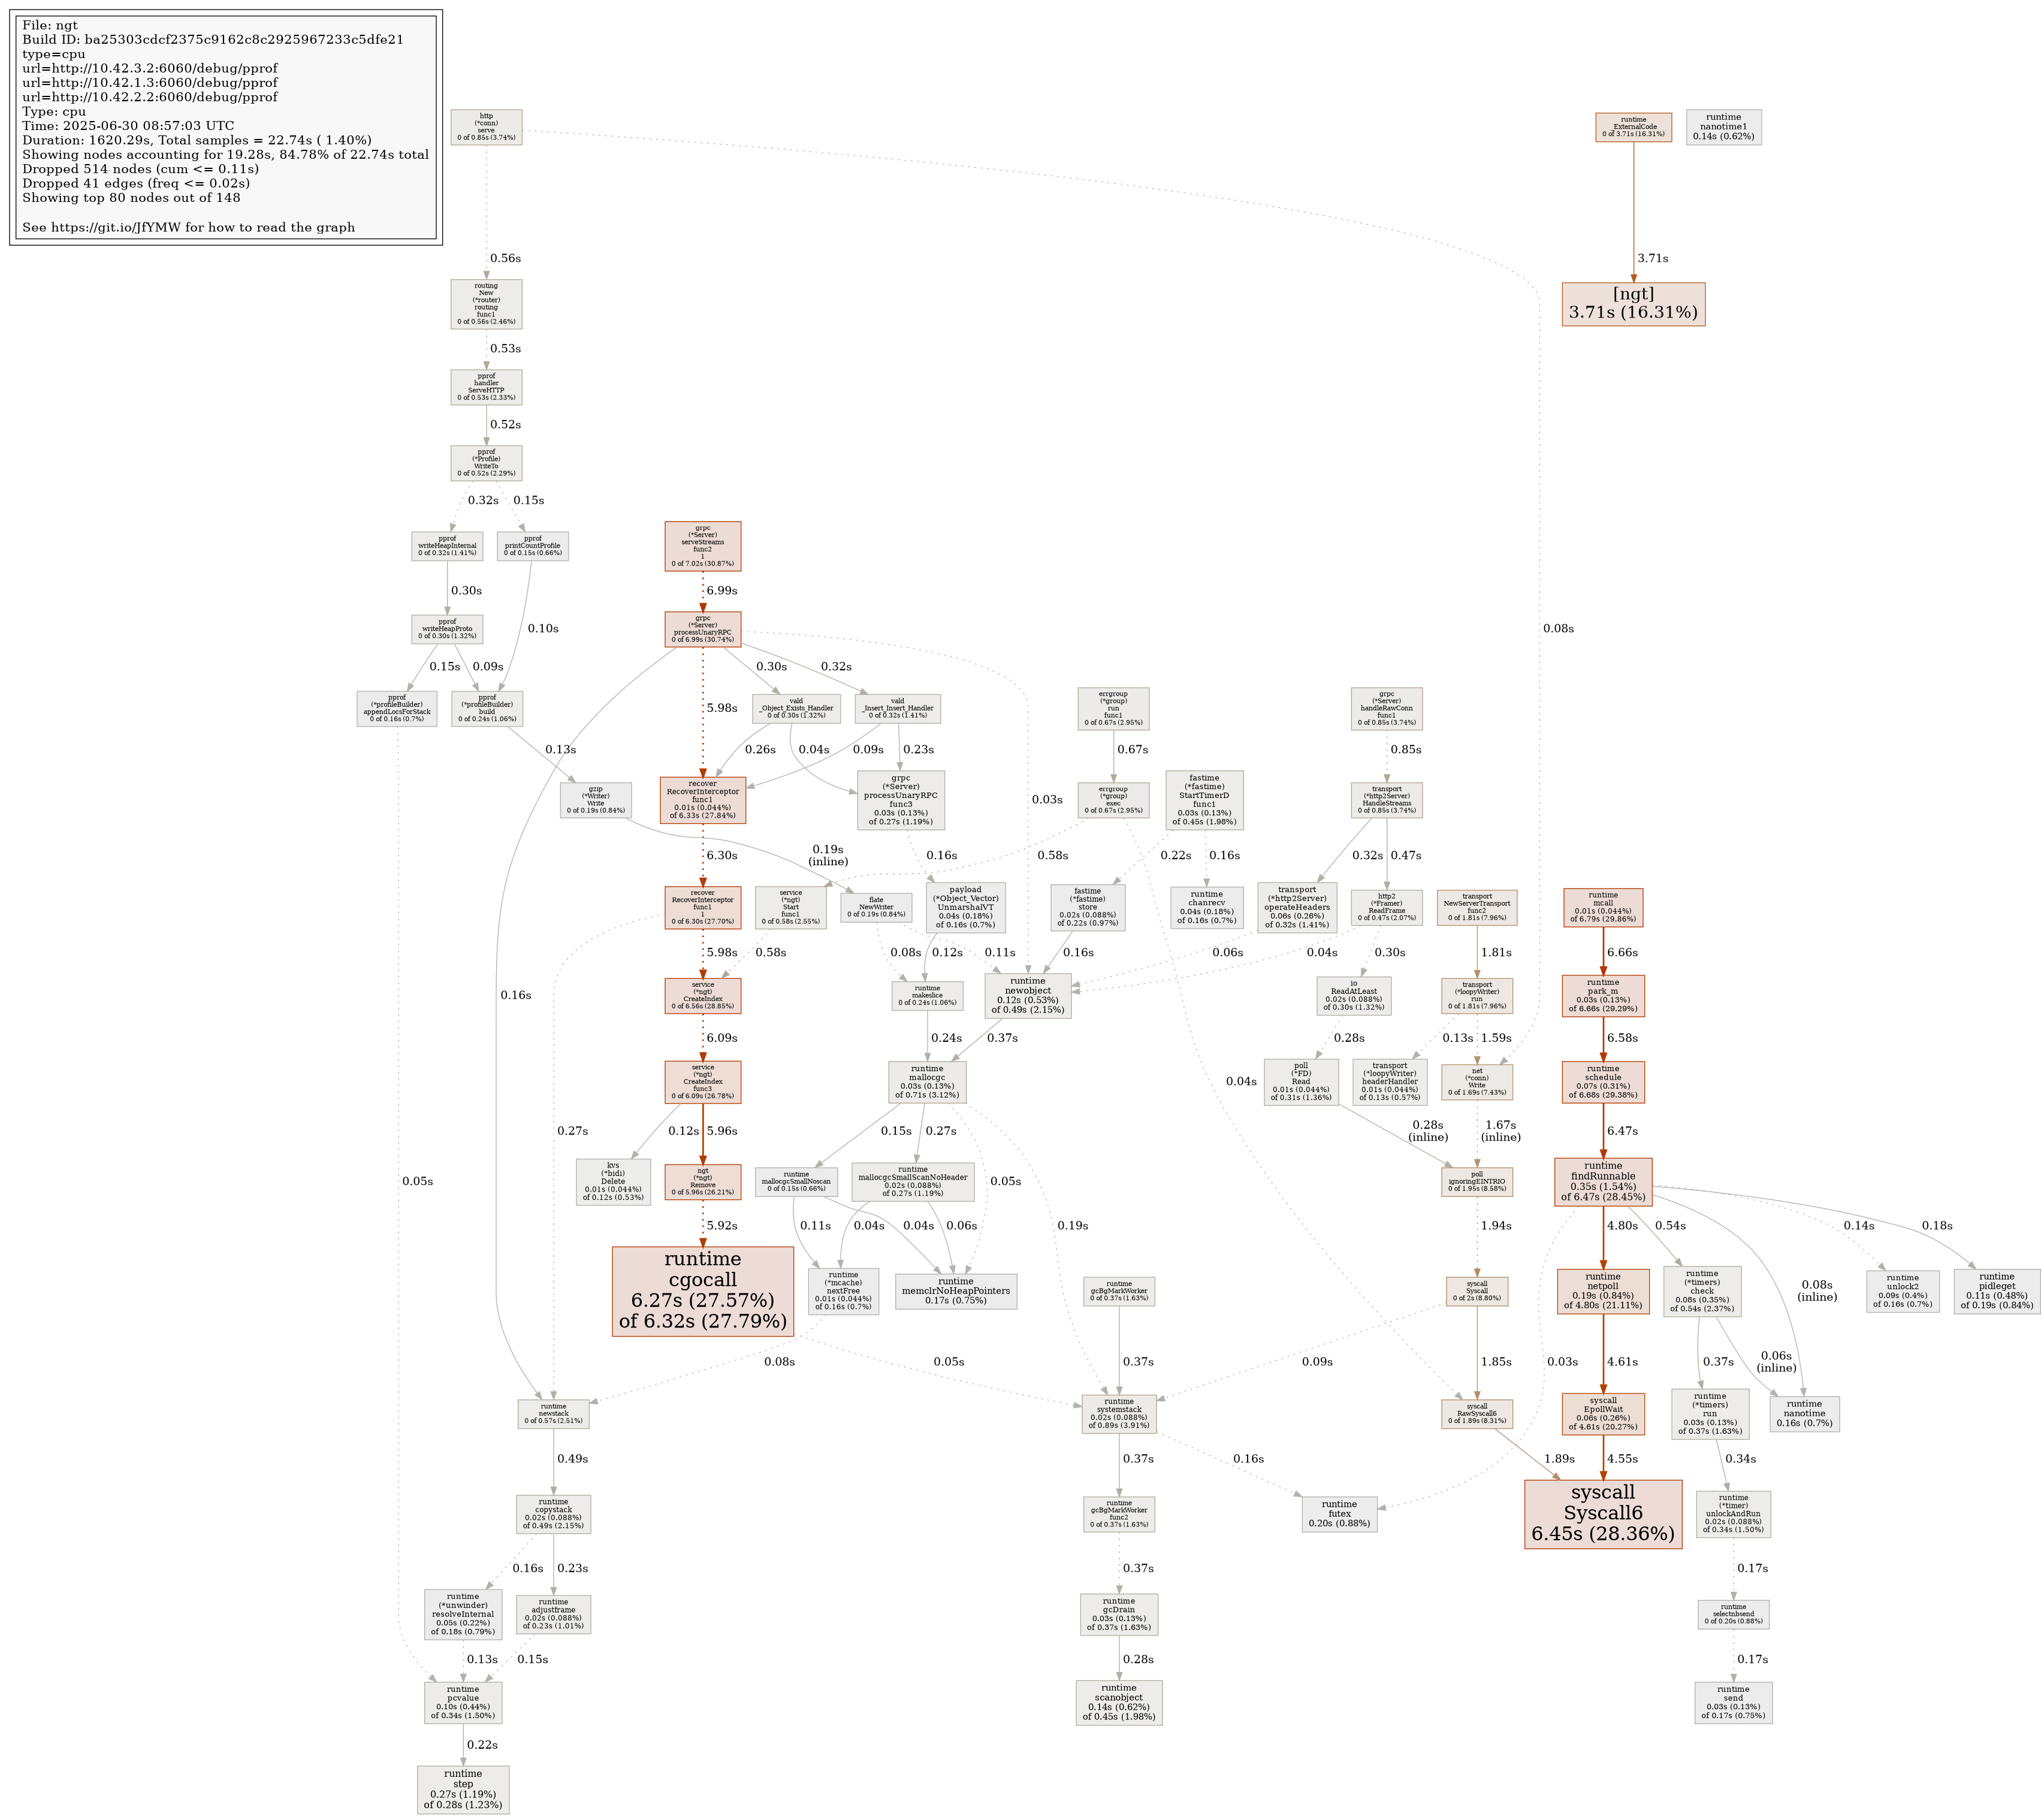 File: ngt
Build ID: ba25303cdcf2375c9162c8c2925967233c5dfe21
type=cpu
url=http://10.42.3.2:6060/debug/pprof
url=http://10.42.1.3:6060/debug/pprof
url=http://10.42.2.2:6060/debug/pprof
Type: cpu
Time: 2025-06-30 08:57:03 UTC
Duration: 1620.29s, Total samples = 22.74s ( 1.40%)
Showing nodes accounting for 19.28s, 84.78% of 22.74s total
Dropped 514 nodes (cum <= 0.11s)
Dropped 41 edges (freq <= 0.02s)
Showing top 80 nodes out of 148
See https://git.io/JfYMW for how to read the graph
http
(*conn)
serve
0 of 0.85s (3.74%)
runtime
_ExternalCode
0 of 3.71s (16.31%)
runtime
nanotime1
0.14s (0.62%)
0.56s
3.71s
routing
New
(*router)
routing
func1
0 of 0.56s (2.46%)
[ngt]
3.71s (16.31%)
0.53s
pprof
handler
ServeHTTP
0 of 0.53s (2.33%)
0.52s
pprof
(*Profile)
WriteTo
0 of 0.52s (2.29%)
0.32s
0.15s
pprof
writeHeapInternal
0 of 0.32s (1.41%)
pprof
printCountProfile
0 of 0.15s (0.66%)
grpc
(*Server)
serveStreams
func2
1
0 of 7.02s (30.87%)
0.30s
6.99s
pprof
writeHeapProto
0 of 0.30s (1.32%)
0.10s
grpc
(*Server)
processUnaryRPC
0 of 6.99s (30.74%)
0.08s
0.15s
0.09s
0.30s
0.32s
pprof
(*profileBuilder)
appendLocsForStack
0 of 0.16s (0.7%)
pprof
(*profileBuilder)
build
0 of 0.24s (1.06%)
5.98s
vald
_Object_Exists_Handler
0 of 0.30s (1.32%)
vald
_Insert_Insert_Handler
0 of 0.32s (1.41%)
errgroup
(*group)
run
func1
0 of 0.67s (2.95%)
grpc
(*Server)
handleRawConn
func1
0 of 0.85s (3.74%)
0.13s
0.26s
0.04s
0.09s
0.23s
0.67s
0.85s
gzip
(*Writer)
Write
0 of 0.19s (0.84%)
recover
RecoverInterceptor
func1
0.01s (0.044%)
of 6.33s (27.84%)
grpc
(*Server)
processUnaryRPC
func3
0.03s (0.13%)
of 0.27s (1.19%)
0.03s
errgroup
(*group)
exec
0 of 0.67s (2.95%)
fastime
(*fastime)
StartTimerD
func1
0.03s (0.13%)
of 0.45s (1.98%)
transport
(*http2Server)
HandleStreams
0 of 0.85s (3.74%)
6.30s
0.19s
(inline)
0.16s
0.58s
0.22s
0.16s
0.32s
0.47s
recover
RecoverInterceptor
func1
1
0 of 6.30s (27.70%)
service
(*ngt)
Start
func1
0 of 0.58s (2.55%)
flate
NewWriter
0 of 0.19s (0.84%)
payload
(*Object_Vector)
UnmarshalVT
0.04s (0.18%)
of 0.16s (0.7%)
fastime
(*fastime)
store
0.02s (0.088%)
of 0.22s (0.97%)
runtime
chanrecv
0.04s (0.18%)
of 0.16s (0.7%)
transport
(*http2Server)
operateHeaders
0.06s (0.26%)
of 0.32s (1.41%)
http2
(*Framer)
ReadFrame
0 of 0.47s (2.07%)
transport
NewServerTransport
func2
0 of 1.81s (7.96%)
runtime
mcall
0.01s (0.044%)
of 6.79s (29.86%)
5.98s
0.58s
0.08s
0.12s
0.11s
0.16s
0.06s
0.04s
0.30s
1.81s
6.66s
0.16s
service
(*ngt)
CreateIndex
0 of 6.56s (28.85%)
runtime
makeslice
0 of 0.24s (1.06%)
runtime
newobject
0.12s (0.53%)
of 0.49s (2.15%)
io
ReadAtLeast
0.02s (0.088%)
of 0.30s (1.32%)
transport
(*loopyWriter)
run
0 of 1.81s (7.96%)
runtime
park_m
0.03s (0.13%)
of 6.66s (29.29%)
6.09s
0.24s
0.37s
0.28s
0.13s
1.59s
6.58s
service
(*ngt)
CreateIndex
func3
0 of 6.09s (26.78%)
runtime
mallocgc
0.03s (0.13%)
of 0.71s (3.12%)
0.04s
poll
(*FD)
Read
0.01s (0.044%)
of 0.31s (1.36%)
transport
(*loopyWriter)
headerHandler
0.01s (0.044%)
of 0.13s (0.57%)
net
(*conn)
Write
0 of 1.69s (7.43%)
runtime
schedule
0.07s (0.31%)
of 6.68s (29.38%)
0.27s
0.12s
5.96s
0.15s
0.27s
0.28s
(inline)
1.67s
(inline)
6.47s
0.05s
kvs
(*bidi)
Delete
0.01s (0.044%)
of 0.12s (0.53%)
ngt
(*ngt)
Remove
0 of 5.96s (26.21%)
runtime
mallocgcSmallNoscan
0 of 0.15s (0.66%)
runtime
mallocgcSmallScanNoHeader
0.02s (0.088%)
of 0.27s (1.19%)
0.05s
poll
ignoringEINTRIO
0 of 1.95s (8.58%)
runtime
findRunnable
0.35s (1.54%)
of 6.47s (28.45%)
5.92s
0.11s
0.04s
0.04s
0.06s
0.19s
1.94s
4.80s
0.54s
0.14s
0.18s
runtime
cgocall
6.27s (27.57%)
of 6.32s (27.79%)
runtime
(*mcache)
nextFree
0.01s (0.044%)
of 0.16s (0.7%)
runtime
memclrNoHeapPointers
0.17s (0.75%)
runtime
gcBgMarkWorker
0 of 0.37s (1.63%)
syscall
Syscall
0 of 2s (8.80%)
runtime
netpoll
0.19s (0.84%)
of 4.80s (21.11%)
runtime
(*timers)
check
0.08s (0.35%)
of 0.54s (2.37%)
0.08s
(inline)
runtime
unlock2
0.09s (0.4%)
of 0.16s (0.7%)
runtime
pidleget
0.11s (0.48%)
of 0.19s (0.84%)
0.08s
0.05s
0.37s
0.09s
1.85s
0.03s
4.61s
0.37s
0.06s
(inline)
runtime
newstack
0 of 0.57s (2.51%)
runtime
systemstack
0.02s (0.088%)
of 0.89s (3.91%)
syscall
RawSyscall6
0 of 1.89s (8.31%)
syscall
EpollWait
0.06s (0.26%)
of 4.61s (20.27%)
runtime
(*timers)
run
0.03s (0.13%)
of 0.37s (1.63%)
runtime
nanotime
0.16s (0.7%)
0.49s
0.37s
0.16s
1.89s
4.55s
0.34s
runtime
copystack
0.02s (0.088%)
of 0.49s (2.15%)
runtime
gcBgMarkWorker
func2
0 of 0.37s (1.63%)
runtime
futex
0.20s (0.88%)
syscall
Syscall6
6.45s (28.36%)
runtime
(*timer)
unlockAndRun
0.02s (0.088%)
of 0.34s (1.50%)
0.16s
0.23s
0.37s
0.17s
runtime
(*unwinder)
resolveInternal
0.05s (0.22%)
of 0.18s (0.79%)
runtime
adjustframe
0.02s (0.088%)
of 0.23s (1.01%)
runtime
gcDrain
0.03s (0.13%)
of 0.37s (1.63%)
runtime
selectnbsend
0 of 0.20s (0.88%)
0.13s
0.15s
0.28s
0.17s
runtime
pcvalue
0.10s (0.44%)
of 0.34s (1.50%)
runtime
scanobject
0.14s (0.62%)
of 0.45s (1.98%)
runtime
send
0.03s (0.13%)
of 0.17s (0.75%)
0.22s
runtime
step
0.27s (1.19%)
of 0.28s (1.23%)